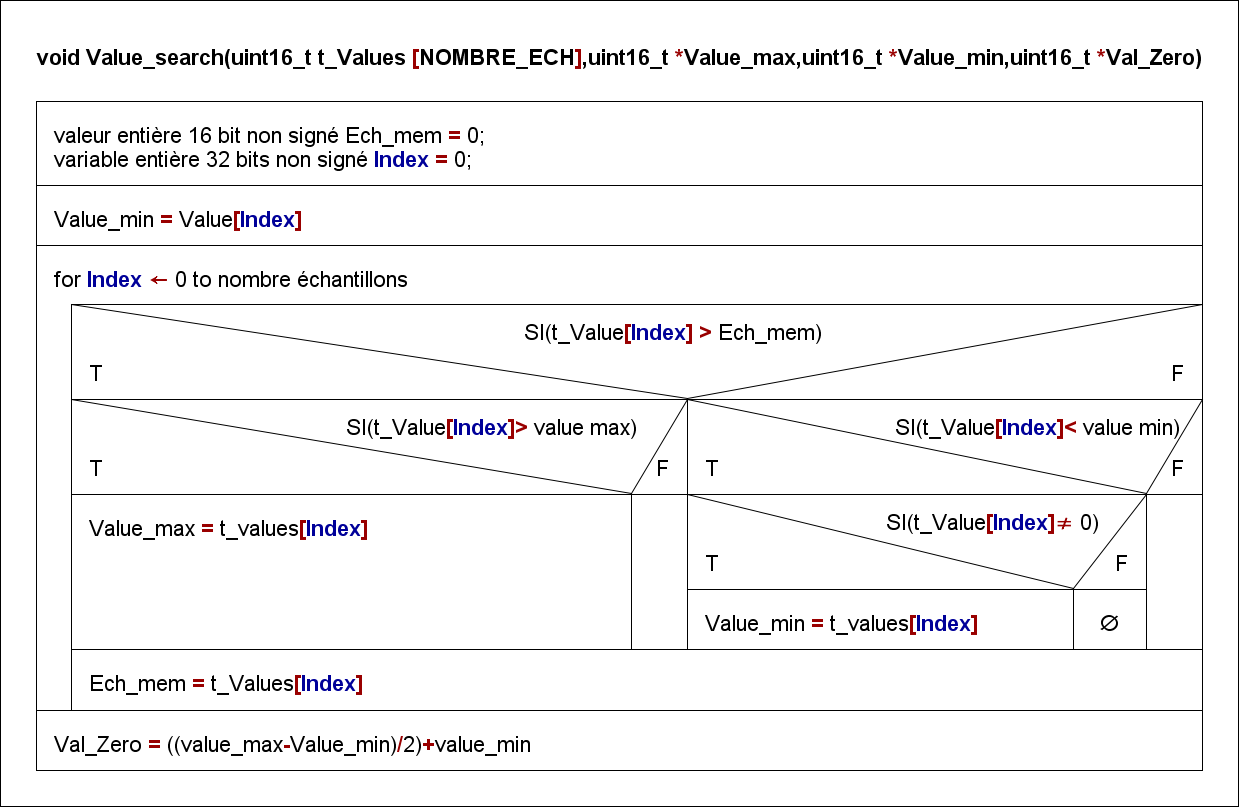 void Value_search(uint16_t t_Values [NOMBRE_ECH],uint16_t *Value_max,uint16_t *Value_min,uint16_t *Val_Zero)
valeur entière 16 bit non signé Ech_mem = 0;
variable entière 32 bits non signé Index = 0;
Value_min = Value[Index]
for Index ← 0 to nombre échantillons
SI(t_Value[Index] > Ech_mem)
T F
SI(t_Value[Index]> value max) SI(t_Value[Index]< value min)
T F T F
Value_max = t_values[Index] SI(t_Value[Index]≠ 0)
T F
Value_min = t_values[Index] ∅
Ech_mem = t_Values[Index]
Val_Zero = ((value_max-Value_min)/2)+value_min